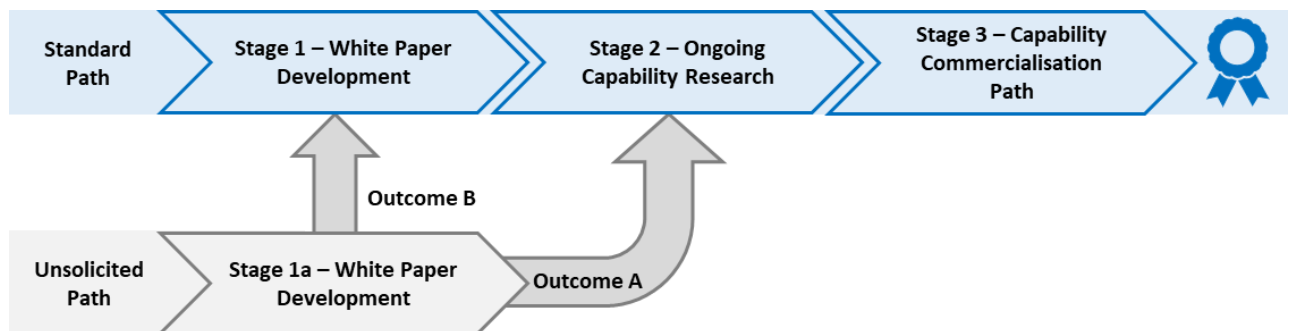 Standard
Path
Stage 1 – White Paper
Development
Stage 2 – Ongoing
Capability Research
Stage 3 – Capability
Commercialisation
Path
Outcome B
Unsolicited
Path
Stage 1a – White Paper
Development
Outcome A